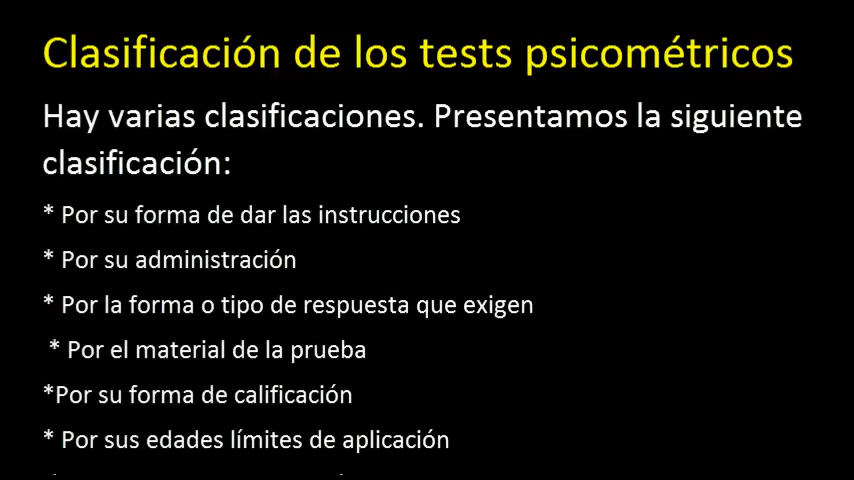 Clasificación de los tests psicométricos
Hay varias clasificaciones. Presentamos la siguiente
clasificación:
* Por su forma de dar las instrucciones
* Por su administración
* Por la forma o tipo de respuesta que exigen
* Por el material de la prueba
*Por su forma de calificación
* Por sus edades límites de aplicación